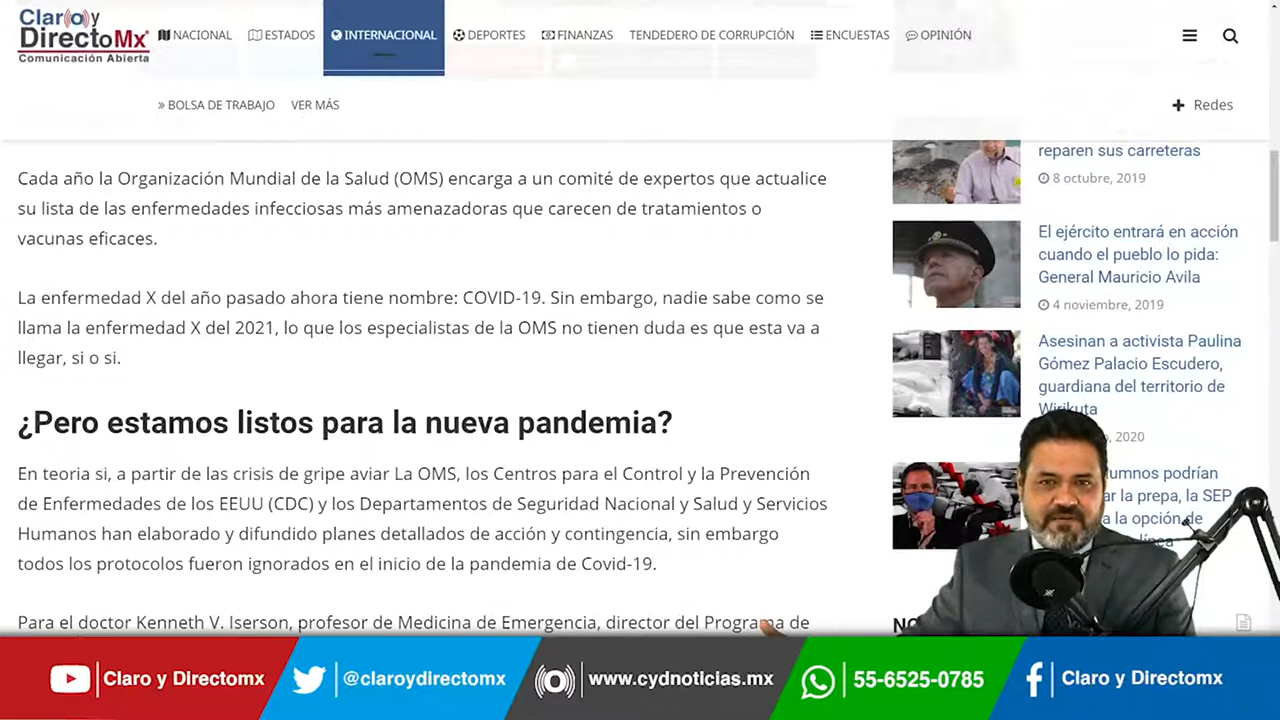 Claro y
DirectoMx
Comunicación Abierta
NACIONAL
ESTADOS
INTERNACIONAL
DEPORTES
FINANZAS
TENDEDERO DE CORRUPCIÓN
ENCUESTAS
OPINIÓN
» BOLSA DE TRABAJO
VER MÁS
Redes
Cada año la Organización Mundial de la Salud (OMS) encarga a un comité de expertos que actualice
su lista de las enfermedades infecciosas más amenazadoras que carecen de tratamientos o
vacunas eficaces.
La enfermedad X del año pasado ahora tiene nombre: COVID-19. Sin embargo, nadie sabe como se
llama la enfermedad X del 2021, lo que los especialistas de la OMS no tienen duda es que esta va a
llegar, si o si.
¿Pero estamos listos para la nueva pandemia?
En teoria si, a partir de las crisis de gripe aviar La OMS, los Centros para el Control y la Prevención
de Enfermedades de los EEUU (CDC) y los Departamentos de Seguridad Nacional y Salud y Servicios
Humanos han elaborado y difundido planes detallados de acción y contingencia, sin embargo
todos los protocolos fueron ignorados en el inicio de la pandemia de Covid-19.
Para el doctor Kenneth V. Iserson, profesor de Medicina de Emergencia, director del Programa de
reparen sus carreteras
8 octubre, 2019
El ejército entrará en acción
cuando el pueblo lo pida:
General Mauricio Avila
4 noviembre, 2019
Asesinan a activista Paulina
Gómez Palacio Escudero,
guardiana del territorio de
Wirikuta
2020
podrían
la prepa, la SEP
la opción de
línea
Claro y Directomx
@claroydirectomx
www.cydnoticias.mx
55-6525-0785
Claro y Directomx